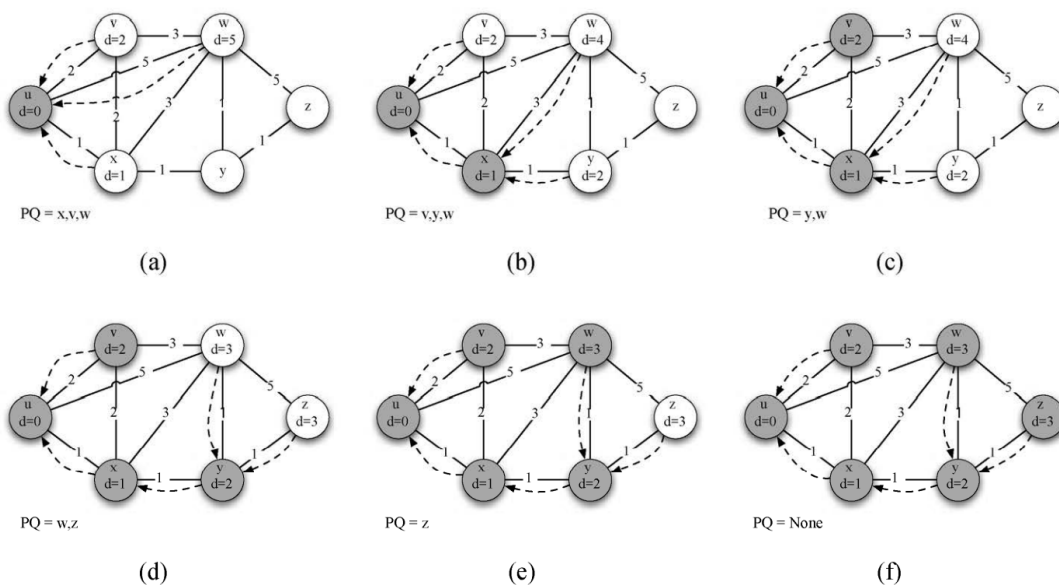 v
d=2
3
w
d=5
2
5
5
u
d=0
2
3
1
z
1
1
x
d=1
1
y
PQ = x,v,w
(a)
v
d=2
3
w
d=4
2
5
5
u
d=0
2
3
1
z
1
1
x
d=1
1
y
d=2
PQ = v,y,w
(b)
v
d=2
3
w
d=4
2
5
5
u
d=0
2
3
1
z
1
1
x
d=1
1
y
d=2
PQ = y,w
(c)
v
d=2
3
w
d=3
2
5
5
u
d=0
2
3
1
z
d=3
1
1
x
d=1
1
y
d=2
PQ = w,z
(d)
v
d=2
3
w
d=3
2
5
5
u
d=0
2
3
1
z
d=3
1
1
x
d=1
1
y
d=2
PQ = z
(e)
v
d=2
3
w
d=3
2
5
5
u
d=0
2
3
1
z
d=3
1
1
x
d=1
1
y
d=2
PQ = None
(f)